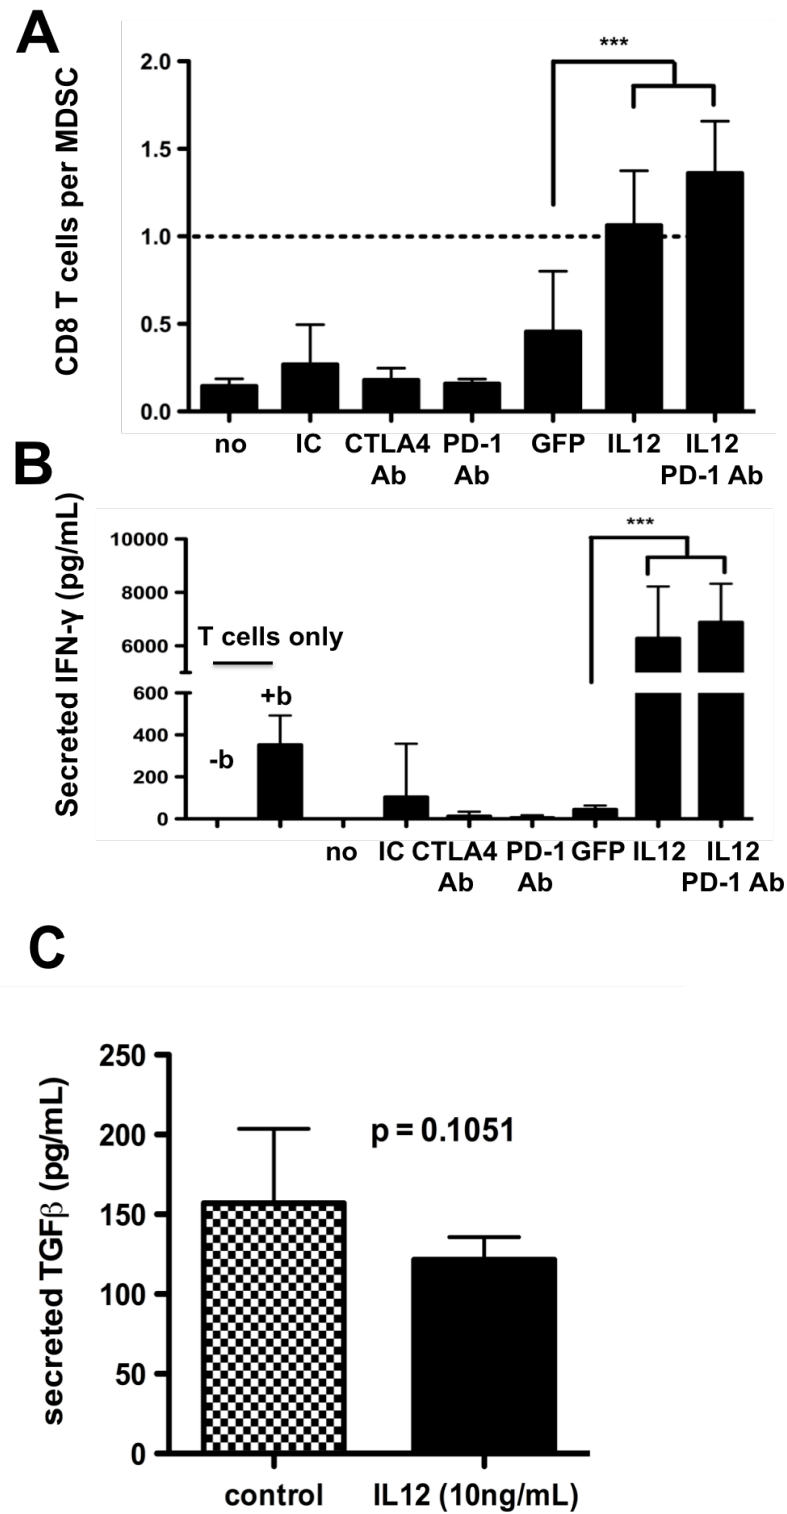 A
CD8 T cells per MDSC
***
2.0
1.5
1.0
0.5
0.0
no IC CTLA4 Ab PD-1 Ab GFP IL12 IL12 PD-1 Ab
B
Secreted IFN-γ (pg/mL)
***
10000
8000
6000
600
400
200
0
T cells only
+b
-b
no IC CTLA4 Ab PD-1 Ab GFP IL12 IL12 PD-1 Ab
C
secreted TGFβ (pg/mL)
250
200
150
100
50
0
p = 0.1051
control IL12 (10ng/mL)